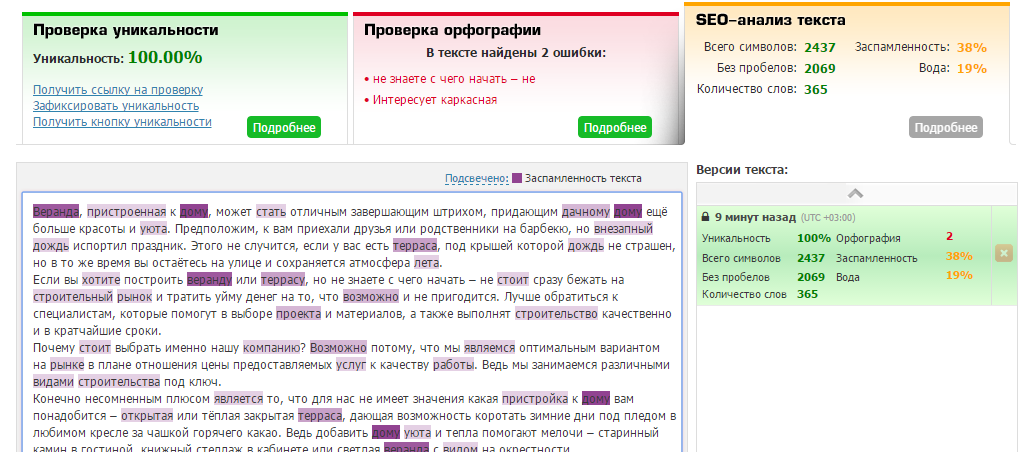 Проверка уникальности
Уникальность: 100.00%
Получить ссылку на проверку
Зафиксировать уникальность
Получить кнопку уникальности
Подробнее
Проверка орфографии
В тексте найдены 2 ошибки:
• не знаете с чего начать – не
• Интересует каркасная
Подробнее
SEO-анализ текста
Всего символов: 2437 Заспамленность: 38%
Без пробелов: 2069 Вода: 19%
Количество слов: 365
Подробнее
Подсвечено: Заспамленность текста
Веранда, пристроенная к дому, может стать отличным завершающим штрихом, придающим дачному дому ещё
больше красоты и уюта. Предположим, к вам приехали друзья или родственники на барбекю, но внезапный
дождь испортил праздник. Этого не случится, если у вас есть терраса, под крышей которой дождь не страшен,
но в то же время вы остаётесь на улице и сохраняется атмосфера лета.
Если вы хотите построить веранду или террасу, но не знаете с чего начать – не стоит сразу бежать на
строительный рынок и тратить уйму денег на то, что возможно и не пригодится. Лучше обратиться к
специалистам, которые помогут в выборе проекта и материалов, а также выполнят строительство качественно
и в кратчайшие сроки.
Почему стоит выбрать именно нашу компанию? Возможно потому, что мы являемся оптимальным вариантом
на рынке в плане отношения цены предоставляемых услуг к качеству работы. Ведь мы занимаемся различными
видами строительства под ключ.
Конечно несомненным плюсом является то, что для нас не имеет значения какая пристройка к дому вам
понадобится – открытая или тёплая закрытая терраса, дающая возможность коротать зимние дни под пледом в
любимом кресле за чашкой горячего какао. Ведь добавить дому уюта и тепла помогают мелочи – старинный
камин в гостиной, книжный стеллаж в кабинете или светлая веранда с видом на окрестности.
Версии текста:
9 минут назад (UTC +03:00)
Уникальность 100% Орфография 2
Всего символов 2437 Заспамленность 38%
Без пробелов 2069 Вода 19%
Количество слов 365